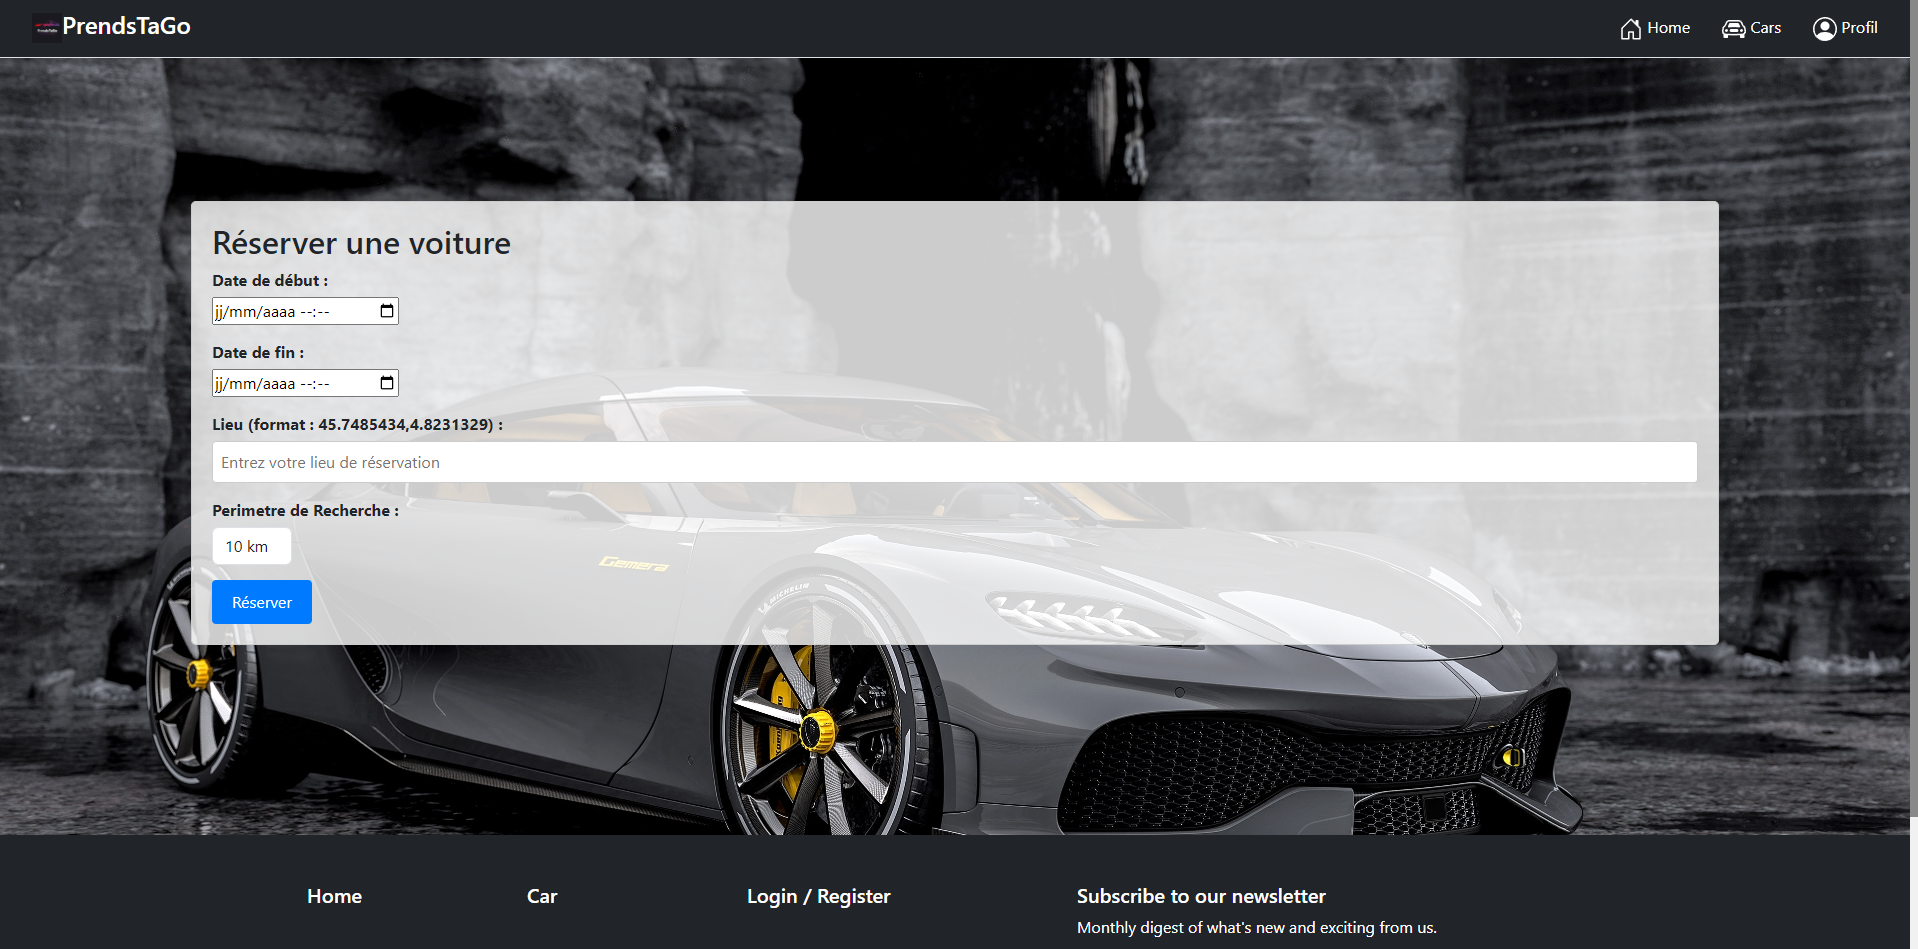 PrendsTaGo
Home
Cars
Profil
Réserver une voiture
Date de début :
jj/mm/aaaa --:--
Date de fin :
jj/mm/aaaa --:--
Lieu (format : 45.7485434,4.8231329) :
Entrez votre lieu de réservation
Perimetre de Recherche :
10 km
Gemera
MICHELIN
Réserver
Home
Car
Login / Register
Subscribe to our newsletter
Monthly digest of what's new and exciting from us.